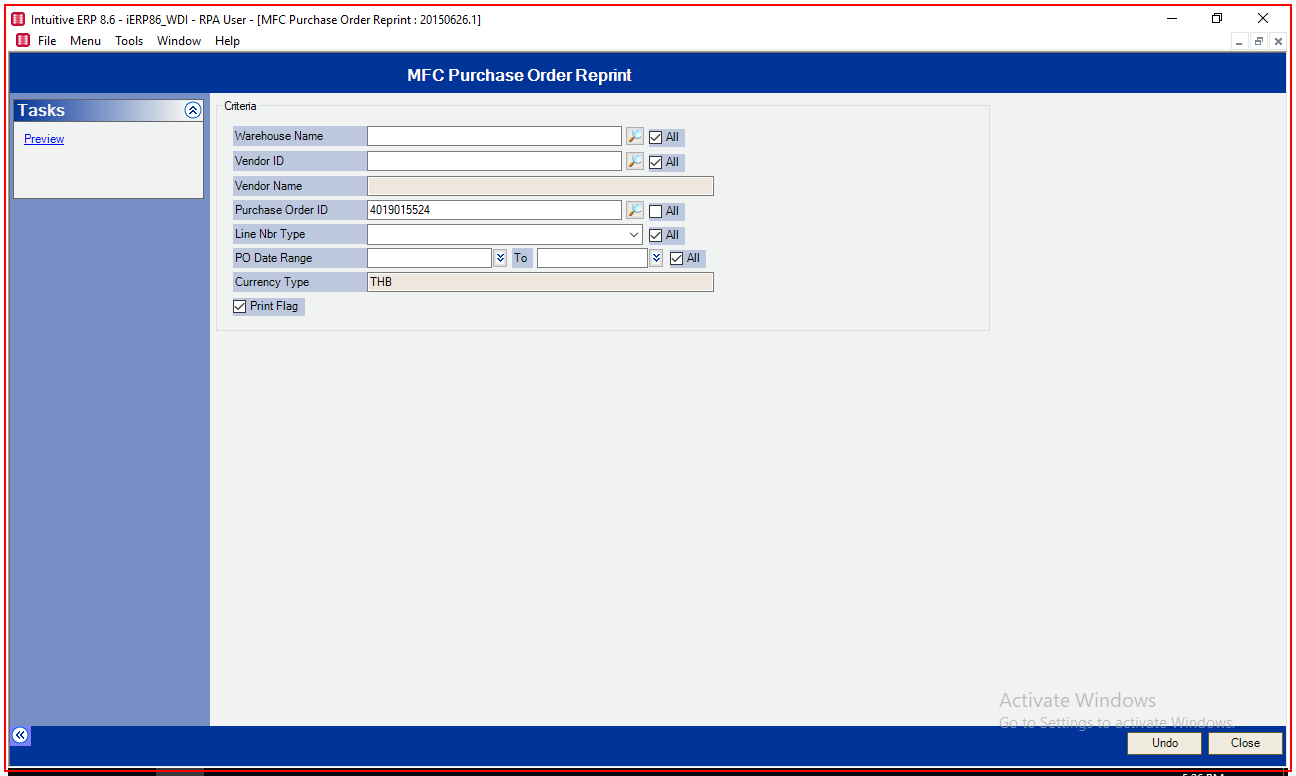 Intuitive ERP 8.6 - iERP86_WDI - RPA User - [MFC Purchase Order Reprint : 20150626.1]
File Menu Tools Window Help
MFC Purchase Order Reprint
Tasks
Preview
Criteria
Warehouse Name All
Vendor ID All
Vendor Name
Purchase Order ID 4019015524 All
Line Nbr Type All
PO Date Range To All
Currency Type THB
Print Flag
Activate Windows
Go to Settings to activate Windows.
Undo Close